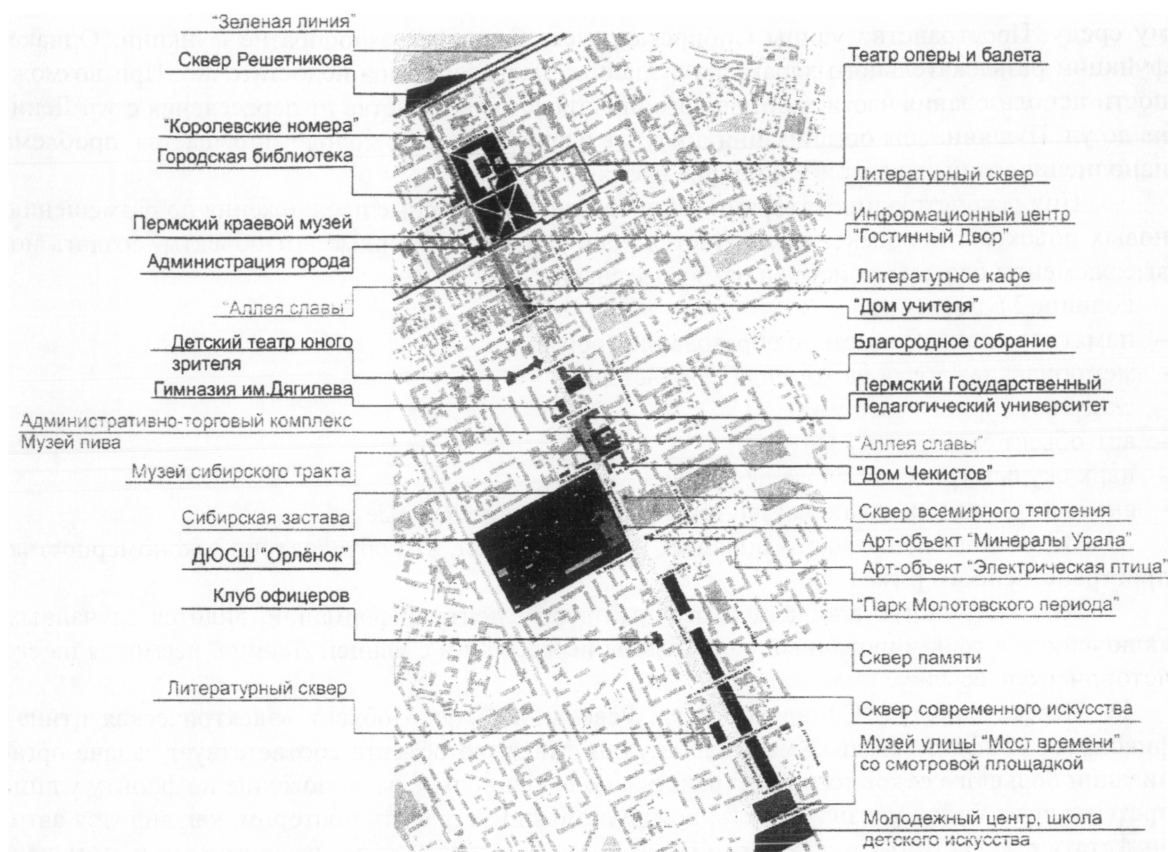 "Зеленая линия"
Сквер Решетникова
"Королевские номера"
Городская библиотека
Пермский краевой музей
Администрация города
"Аллея славы"
Детский театр юного
зрителя
Гимназия им.Дягилева
Административно-торговый комплекс
Музей пива
Музей сибирского тракта
Сибирская застава
ДЮСШ "Орлёнок"
Клуб офицеров
Литературный сквер
Театр оперы и балета
Литературный сквер
Информационный центр
"Гостинный Двор"
Литературное кафе
"Дом учителя"
Благородное собрание
Пермский Государственный
Педагогический университет
"Аллея славы"
"Дом Чекистов"
Сквер всемирного тяготения
Арт-объект "Минералы Урала"
Арт-объект "Электрическая птица"
"Парк Молотовского периода"
Сквер памяти
Сквер современного искусства
Музей улицы "Мост времени"
со смотровой площадкой
Молодежный центр, школа
детского искусства